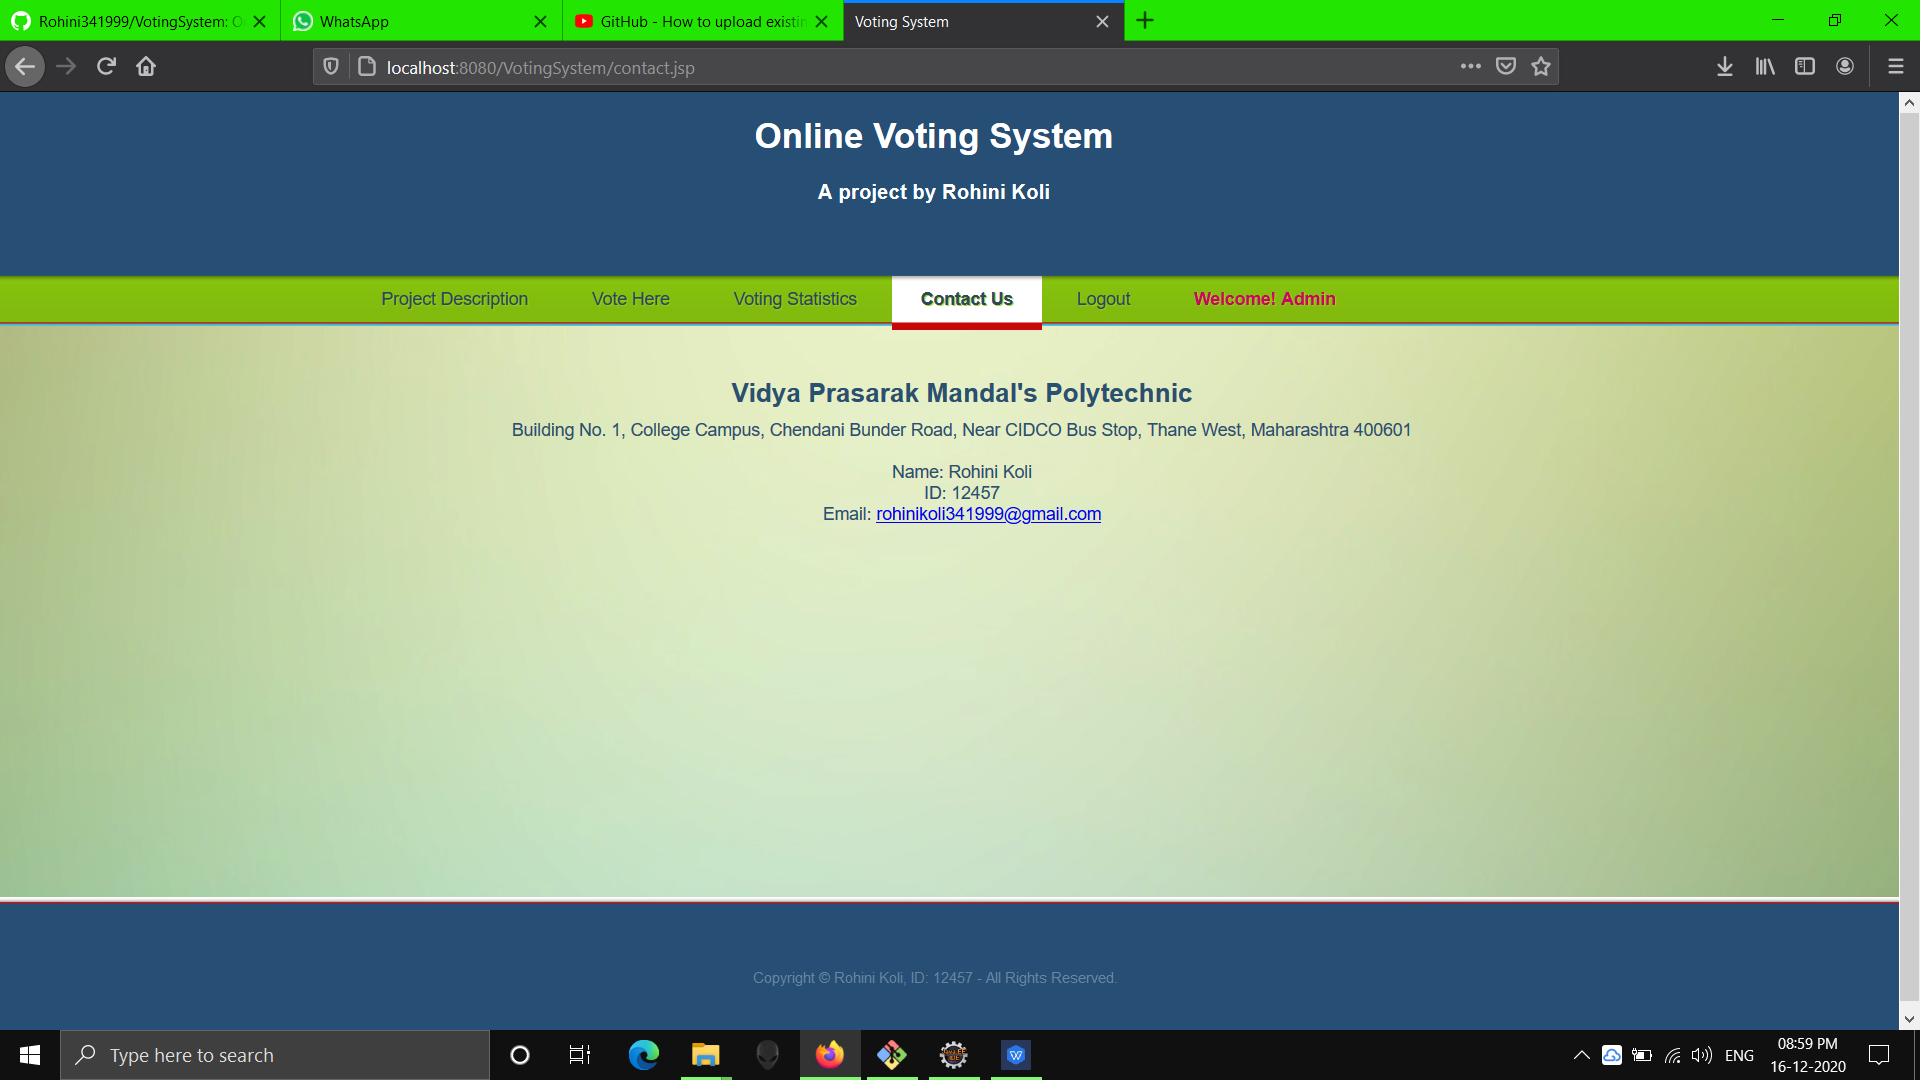 Rohini341999/VotingSystem: O
WhatsApp
GitHub - How to upload existin
Voting System
localhost:8080/VotingSystem/contact.jsp
Online Voting System
A project by Rohini Koli
Project Description
Vote Here
Voting Statistics
Contact Us
Logout
Welcome! Admin
Vidya Prasarak Mandal's Polytechnic
Building No. 1, College Campus, Chendani Bunder Road, Near CIDCO Bus Stop, Thane West, Maharashtra 400601
Name: Rohini Koli
ID: 12457
Email: rohinikoli341999@gmail.com
Copyright © Rohini Koli, ID: 12457 - All Rights Reserved.
Type here to search
ENG
08:59 PM
16-12-2020